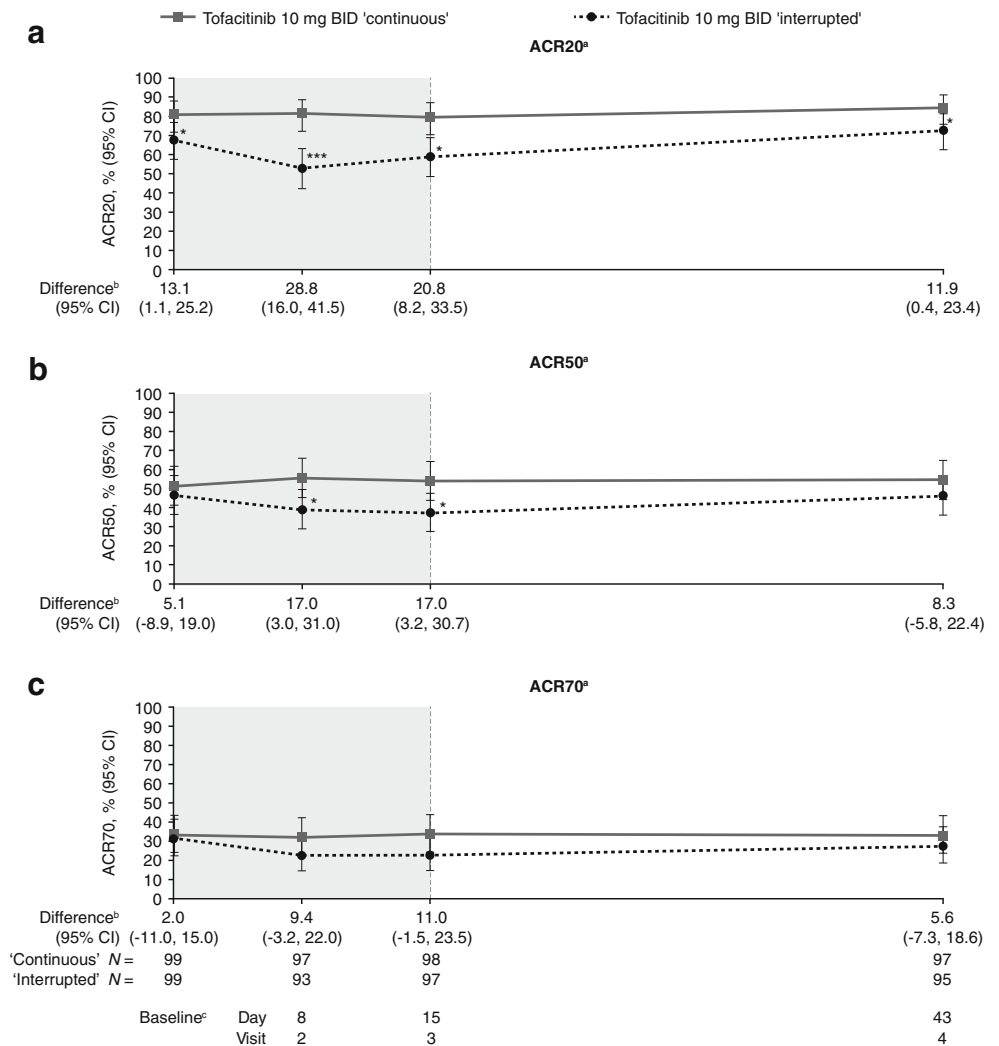 Tofacitinib 10 mg BID 'continuous' Tofacitinib 10 mg BID 'interrupted'
a
ACR20ᵃ
ACR20, % (95% CI)
100
90
80
70
60
50
40
30
20
10
0
* *** * *
Differenceᵇ 13.1 28.8 20.8 11.9
(95% CI) (1.1, 25.2) (16.0, 41.5) (8.2, 33.5) (0.4, 23.4)
b
ACR50ᵃ
ACR50, % (95% CI)
100
90
80
70
60
50
40
30
20
10
0
* *
Differenceᵇ 5.1 17.0 17.0 8.3
(95% CI) (-8.9, 19.0) (3.0, 31.0) (3.2, 30.7) (-5.8, 22.4)
c
ACR70ᵃ
ACR70, % (95% CI)
100
90
80
70
60
50
40
30
20
10
0
Differenceᵇ 2.0 9.4 11.0 5.6
(95% CI) (-11.0, 15.0) (-3.2, 22.0) (-1.5, 23.5) (-7.3, 18.6)
'Continuous' N = 99 97 98 97
'Interrupted' N = 99 93 97 95
Baselineᶜ Day 8 15 43
Visit 2 3 4